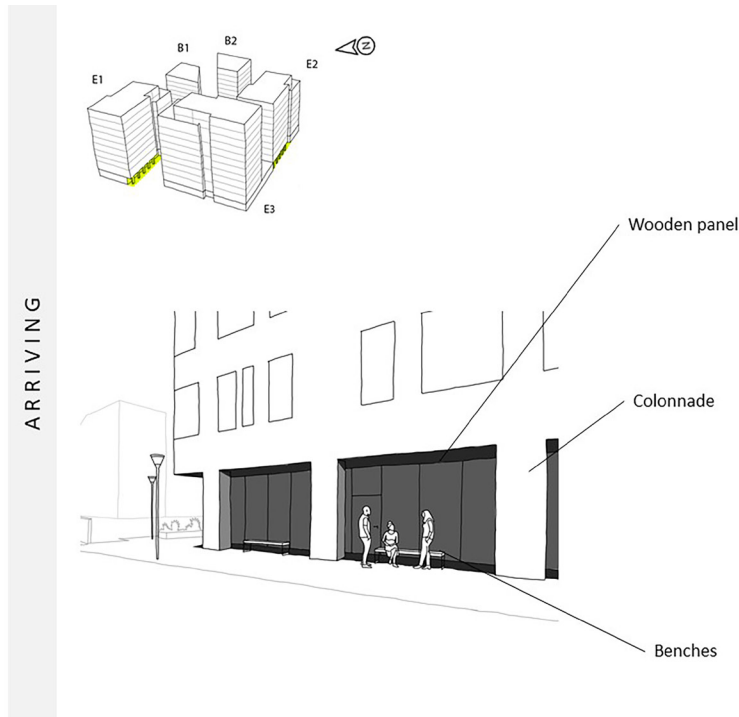 B1
B2
N
E1
E2
E3
Wooden panel
ARRIVING
Colonnade
Benches